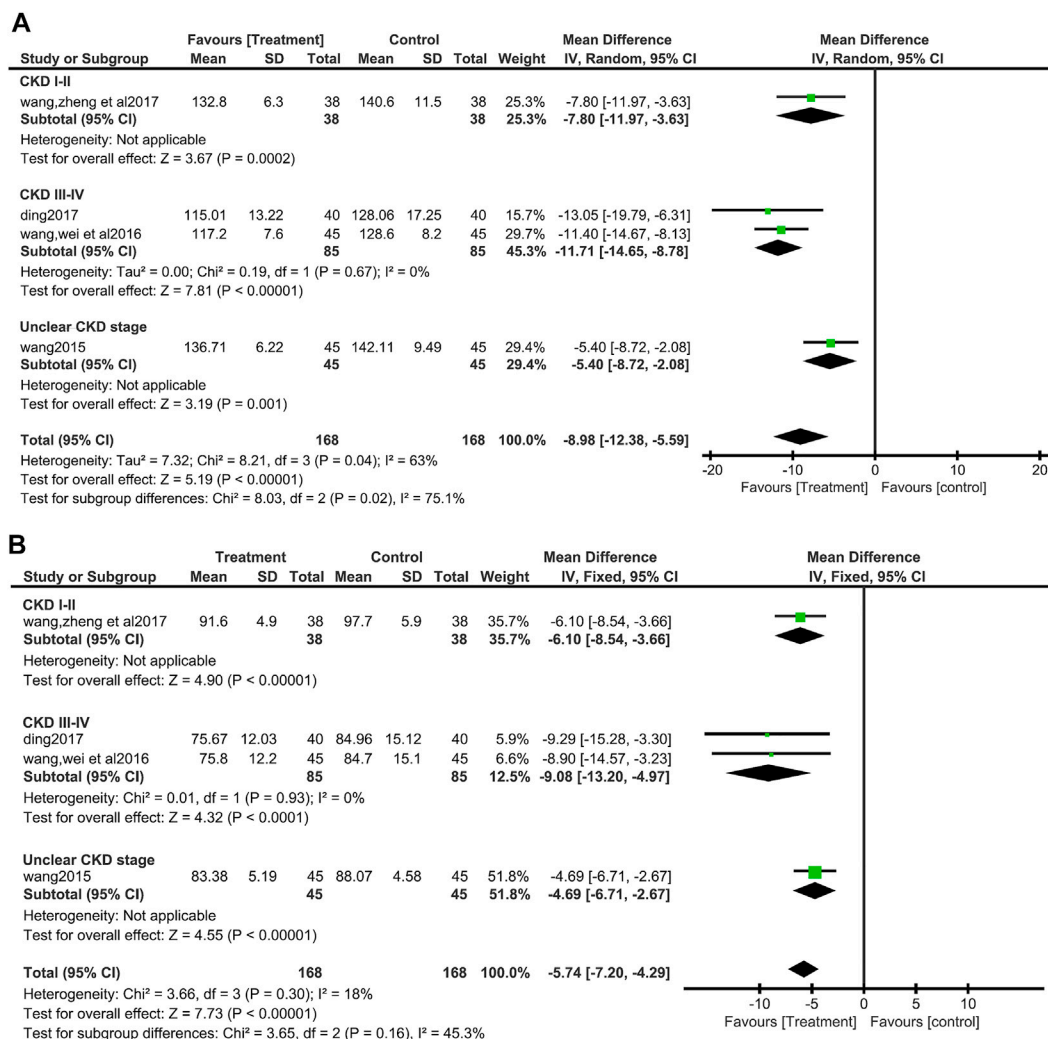 A
Favours [Treatment] Control Mean Difference Mean Difference
Study or Subgroup Mean SD Total Mean SD Total Weight IV, Random, 95% CI IV, Random, 95% CI
CKD I-II
wang,zheng et al2017 132.8 6.3 38 140.6 11.5 38 25.3% -7.80 [-11.97, -3.63]
Subtotal (95% CI) 38 38 25.3% -7.80 [-11.97, -3.63]
Heterogeneity: Not applicable
Test for overall effect: Z = 3.67 (P = 0.0002)
CKD III-IV
ding2017 115.01 13.22 40 128.06 17.25 40 15.7% -13.05 [-19.79, -6.31]
wang,wei et al2016 117.2 7.6 45 128.6 8.2 45 29.7% -11.40 [-14.67, -8.13]
Subtotal (95% CI) 85 85 45.3% -11.71 [-14.65, -8.78]
Heterogeneity: Tau² = 0.00; Chi² = 0.19, df = 1 (P = 0.67); I² = 0%
Test for overall effect: Z = 7.81 (P < 0.00001)
Unclear CKD stage
wang2015 136.71 6.22 45 142.11 9.49 45 29.4% -5.40 [-8.72, -2.08]
Subtotal (95% CI) 45 45 29.4% -5.40 [-8.72, -2.08]
Heterogeneity: Not applicable
Test for overall effect: Z = 3.19 (P = 0.001)
Total (95% CI) 168 168 100.0% -8.98 [-12.38, -5.59]
Heterogeneity: Tau² = 7.32; Chi² = 8.21, df = 3 (P = 0.04); I² = 63%
Test for overall effect: Z = 5.19 (P < 0.00001)
Test for subgroup differences: Chi² = 8.03, df = 2 (P = 0.02), I² = 75.1%
-20 -10 0 10 20
Favours [Treatment] Favours [control]
B
Treatment Control Mean Difference Mean Difference
Study or Subgroup Mean SD Total Mean SD Total Weight IV, Fixed, 95% CI IV, Fixed, 95% CI
CKD I-II
wang,zheng et al2017 91.6 4.9 38 97.7 5.9 38 35.7% -6.10 [-8.54, -3.66]
Subtotal (95% CI) 38 38 35.7% -6.10 [-8.54, -3.66]
Heterogeneity: Not applicable
Test for overall effect: Z = 4.90 (P < 0.00001)
CKD III-IV
ding2017 75.67 12.03 40 84.96 15.12 40 5.9% -9.29 [-15.28, -3.30]
wang,wei et al2016 75.8 12.2 45 84.7 15.1 45 6.6% -8.90 [-14.57, -3.23]
Subtotal (95% CI) 85 85 12.5% -9.08 [-13.20, -4.97]
Heterogeneity: Chi² = 0.01, df = 1 (P = 0.93); I² = 0%
Test for overall effect: Z = 4.32 (P < 0.0001)
Unclear CKD stage
wang2015 83.38 5.19 45 88.07 4.58 45 51.8% -4.69 [-6.71, -2.67]
Subtotal (95% CI) 45 45 51.8% -4.69 [-6.71, -2.67]
Heterogeneity: Not applicable
Test for overall effect: Z = 4.55 (P < 0.00001)
Total (95% CI) 168 168 100.0% -5.74 [-7.20, -4.29]
Heterogeneity: Chi² = 3.66, df = 3 (P = 0.30); I² = 18%
Test for overall effect: Z = 7.73 (P < 0.00001)
Test for subgroup differences: Chi² = 3.65, df = 2 (P = 0.16), I² = 45.3%
-10 -5 0 5 10
Favours [Treatment] Favours [control]